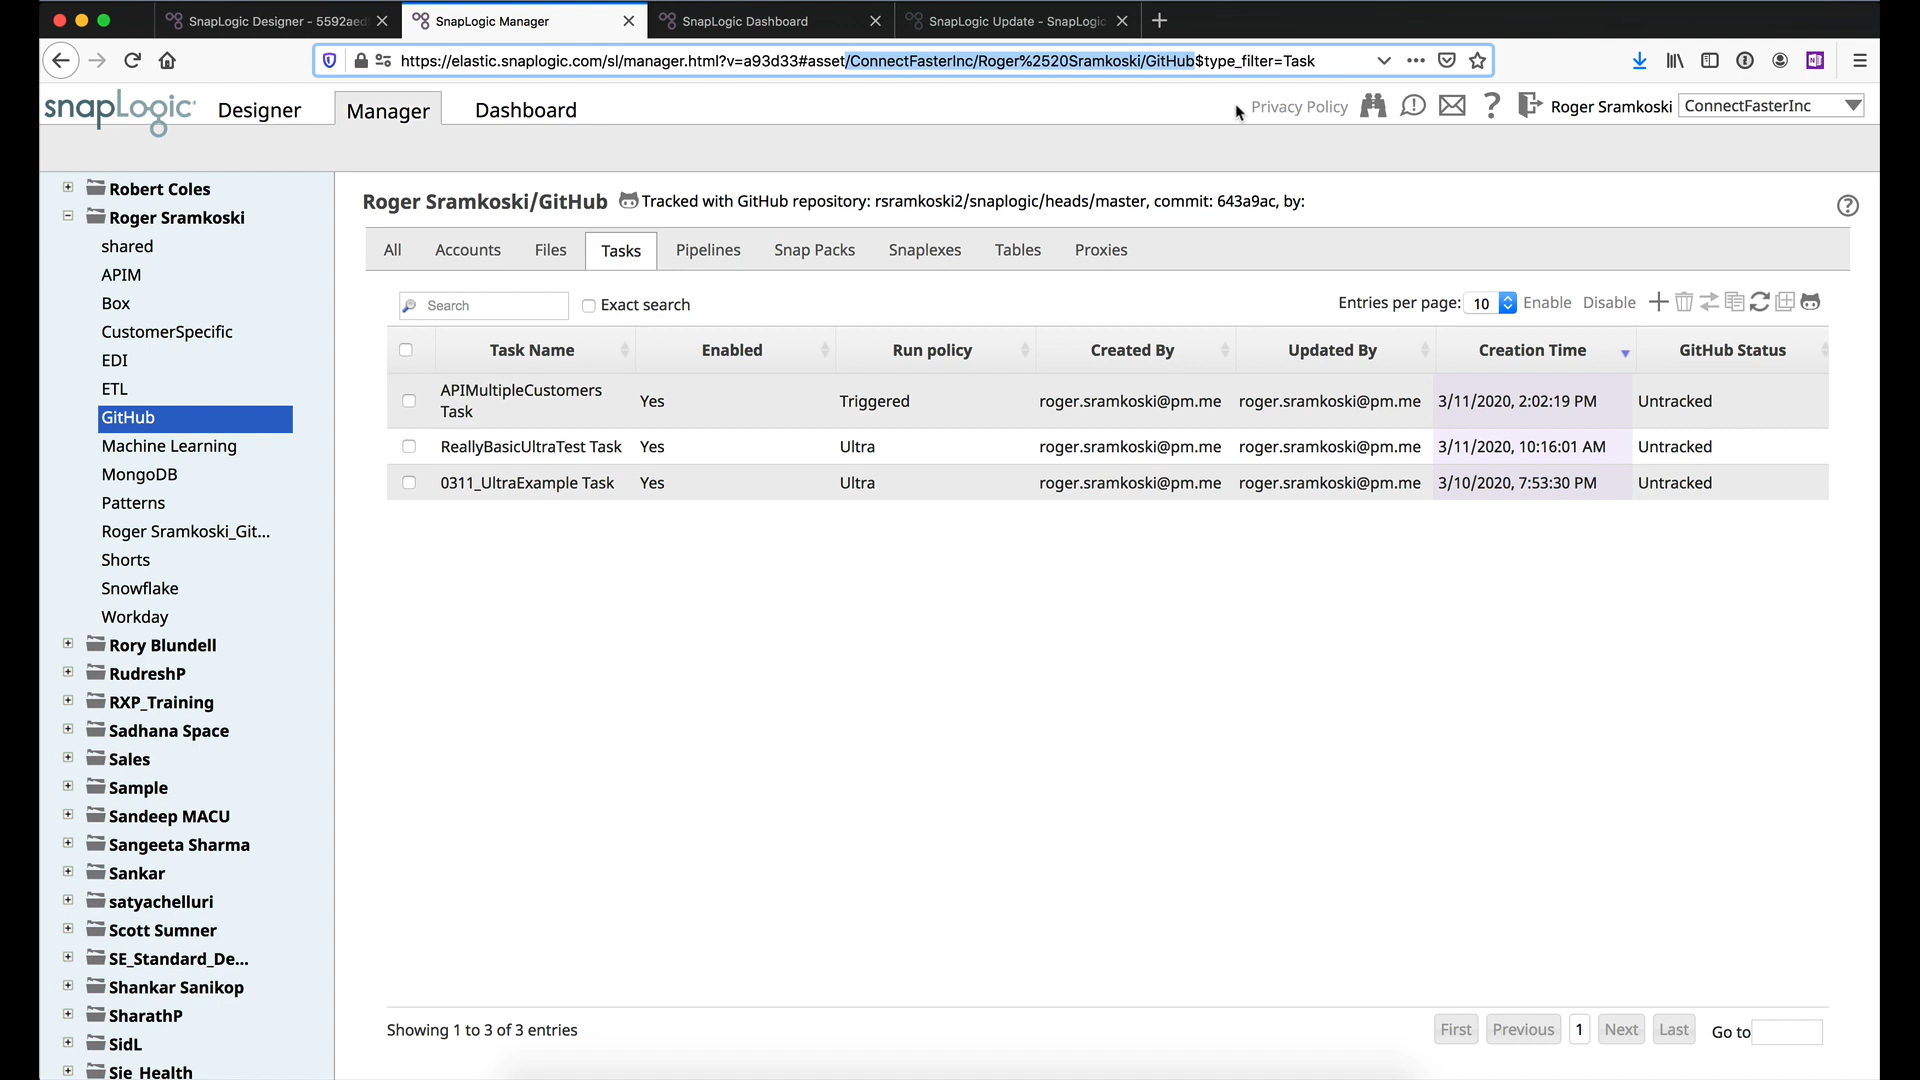 SnapLogic Designer - 5592aed
SnapLogic Manager
SnapLogic Dashboard
SnapLogic Update - SnapLogic
https://elastic.snaplogic.com/sl/manager.html?v=a93d33#asset/ConnectFasterInc/Roger%2520Sramkoski/GitHub$type_filter=Task
snapLogic Designer Manager Dashboard Privacy Policy Roger Sramkoski ConnectFasterInc
Robert Coles
Roger Sramkoski
shared
APIM
Box
CustomerSpecific
EDI
ETL
GitHub
Machine Learning
MongoDB
Patterns
Roger Sramkoski_Git...
Shorts
Snowflake
Workday
Rory Blundell
RudreshP
RXP_Training
Sadhana Space
Sales
Sample
Sandeep MACU
Sangeeta Sharma
Sankar
satyachelluri
Scott Sumner
SE_Standard_De...
Shankar Sanikop
SharathP
SidL
Sie_Health
Roger Sramkoski/GitHub Tracked with GitHub repository: rsramkoski2/snaplogic/heads/master, commit: 643a9ac, by:
All Accounts Files Tasks Pipelines Snap Packs Snaplexes Tables Proxies
Search Exact search Entries per page: 10 Enable Disable
Task Name Enabled Run policy Created By Updated By Creation Time GitHub Status
APIMultipleCustomers
Task Yes Triggered roger.sramkoski@pm.me roger.sramkoski@pm.me 3/11/2020, 2:02:19 PM Untracked
ReallyBasicUltraTest Task Yes Ultra roger.sramkoski@pm.me roger.sramkoski@pm.me 3/11/2020, 10:16:01 AM Untracked
0311_UltraExample Task Yes Ultra roger.sramkoski@pm.me roger.sramkoski@pm.me 3/10/2020, 7:53:30 PM Untracked
Showing 1 to 3 of 3 entries First Previous 1 Next Last Go to